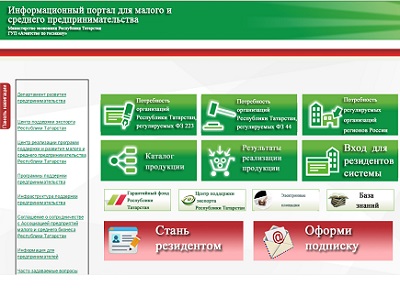 Информационный портал для малого и
среднего предпринимательства
Министерство экономики Республики Татарстан
ГУП «Агентство по госзаказу»
Панель навигации
Департамент развития
предпринимательства
Центр поддержки экспорта
Республики Татарстан
Центр реализации программ
поддержки и развития малого и
среднего предпринимательства
Республики Татарстан
Программы поддержки
предпринимательства
Инфраструктура поддержки
предпринимательства
Соглашение о сотрудничестве
с Ассоциацией предприятий
малого и среднего бизнеса
Республики Татарстан
Информация для
предпринимателей
Часто задаваемые вопросы
Потребность
организаций
Республики Татарстан,
регулируемых ФЗ 223
Потребность
организаций
Республики Татарстан,
регулируемых ФЗ 44
Потребность
регулируемых
организаций
регионов России
Каталог
продукции
Результаты
реализации
продукции
Вход для
резидентов
системы
Гарантийный фонд
Республики
Татарстан
Центр поддержки
экспорта
Республики Татарстан
Электронная
База
знаний
Стань
резидентом
Оформи
подписку